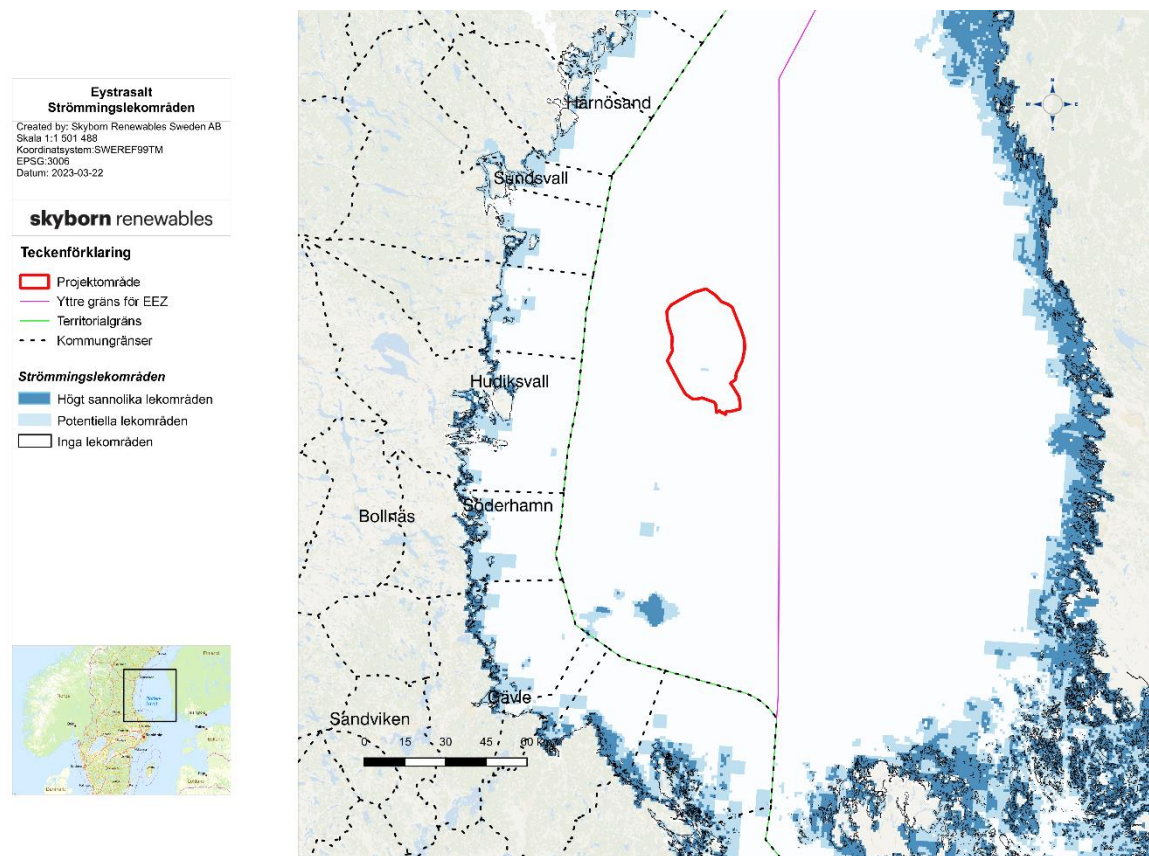 Eystrasalt
Strömmingslekområden
Created by: Skyborn Renewables Sweden AB
Skala 1:1 501 488
Koordinatsystem:SWEREF99TM
EPSG:3006
Datum: 2023-03-22
skyborn renewables
Teckenförklaring
Projektområde
Yttre gräns för EEZ
Territorialgräns
Kommungränser
Strömmingslekområden
Högt sannolika lekområden
Potentiella lekområden
Inga lekområden
Härnösand
Sundsvall
Hudiksvall
Söderhamn
Bollnäs
Gävle
Sandviken
0 15 30 45 60 km
N
W E
S